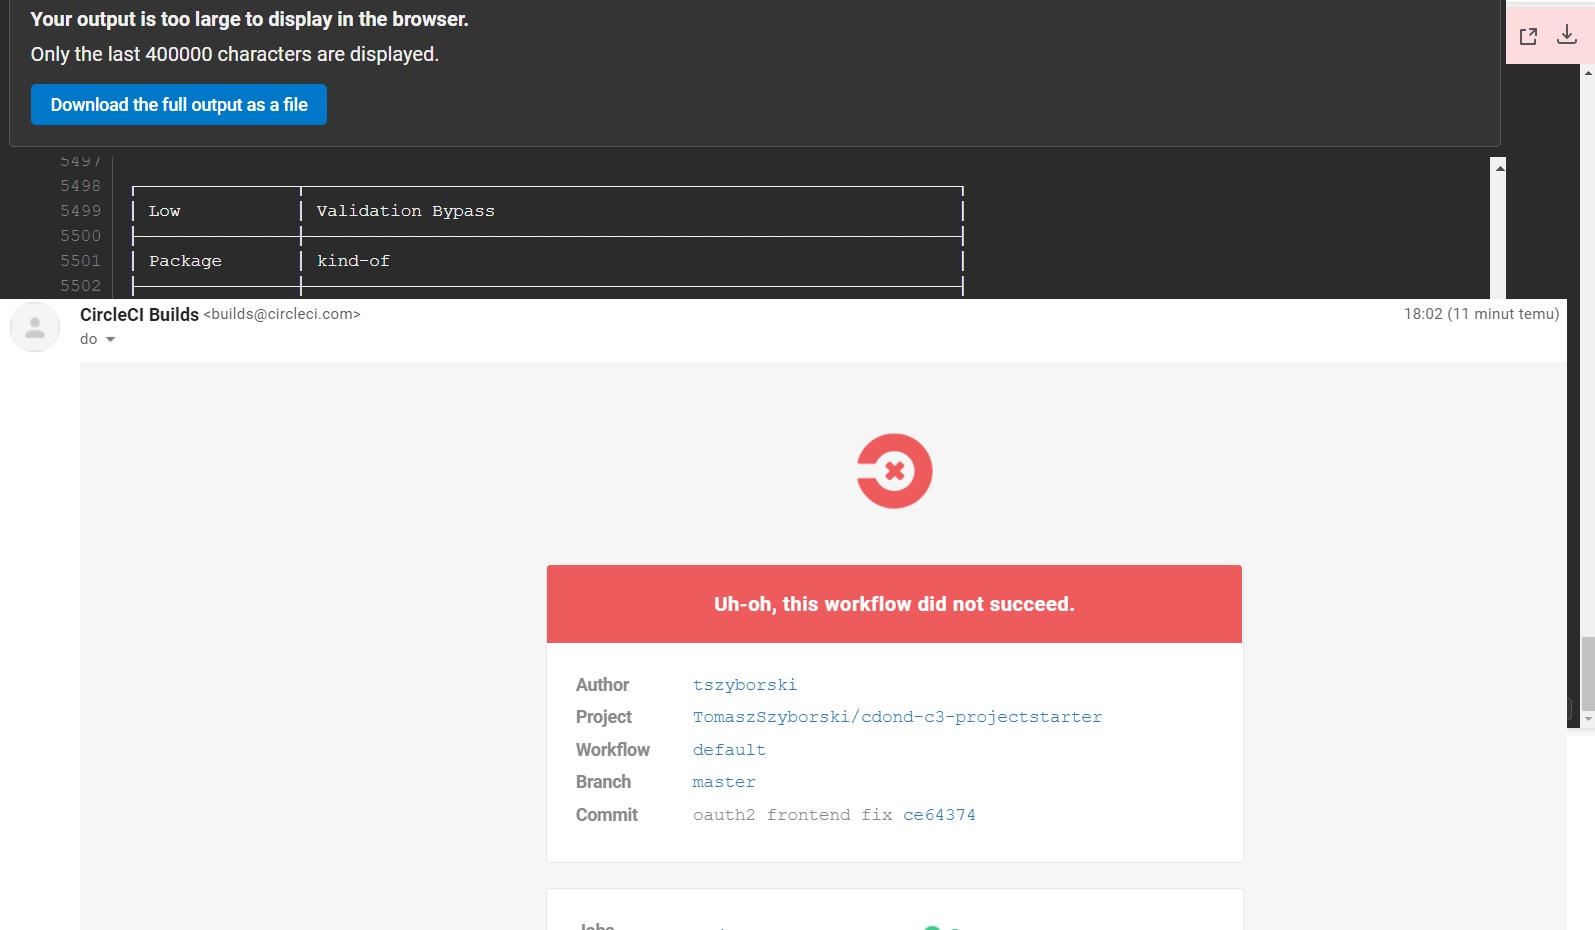 Your output is too large to display in the browser.
Only the last 400000 characters are displayed.
Download the full output as a file
5497
5498
5499 Low Validation Bypass
5500
5501 Package kind-of
5502
CircleCI Builds <builds@circleci.com> 18:02 (11 minut temu)
do
Uh-oh, this workflow did not succeed.
Author tszyborski
Project TomaszSzyborski/cdond-c3-projectstarter
Workflow default
Branch master
Commit oauth2 frontend fix ce64374
Jobs